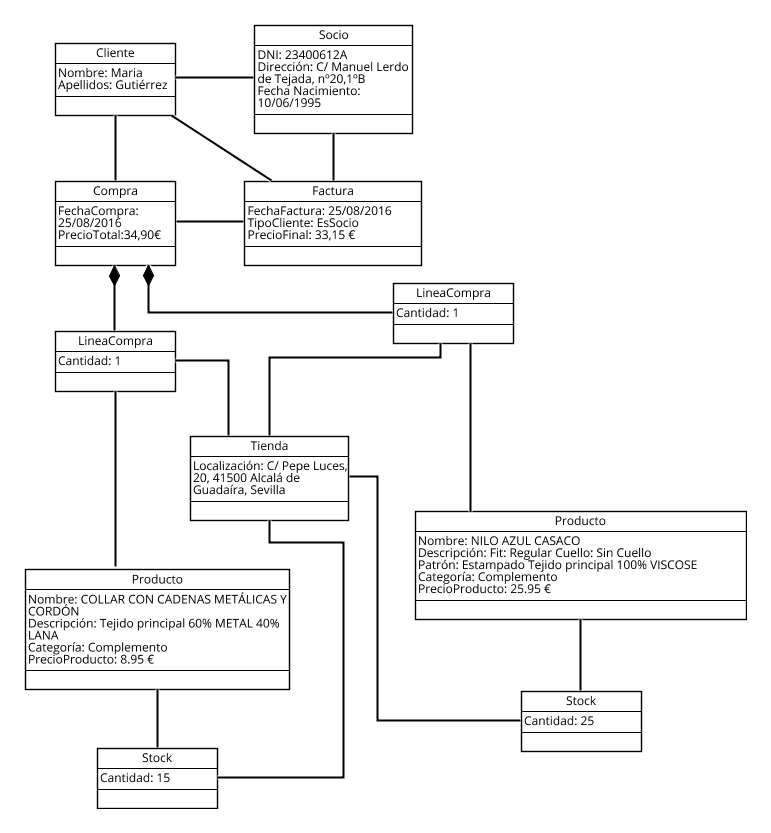 Cliente
Nombre: Maria
Apellidos: Gutiérrez
Socio
DNI: 23400612A
Dirección: C/ Manuel Lerdo
de Tejada, nº20,1ºB
Fecha Nacimiento:
10/06/1995
Compra
FechaCompra:
25/08/2016
PrecioTotal:34,90€
Factura
FechaFactura: 25/08/2016
TipoCliente: EsSocio
PrecioFinal: 33,15 €
LineaCompra
Cantidad: 1
LineaCompra
Cantidad: 1
Tienda
Localización: C/ Pepe Luces,
20, 41500 Alcalá de
Guadaíra, Sevilla
Producto
Nombre: NILO AZUL CASACO
Descripción: Fit: Regular Cuello: Sin Cuello
Patrón: Estampado Tejido principal 100% VISCOSE
Categoría: Complemento
PrecioProducto: 25.95 €
Producto
Nombre: COLLAR CON CADENAS METÁLICAS Y
CORDÓN
Descripción: Tejido principal 60% METAL 40%
LANA
Categoría: Complemento
PrecioProducto: 8.95 €
Stock
Cantidad: 25
Stock
Cantidad: 15